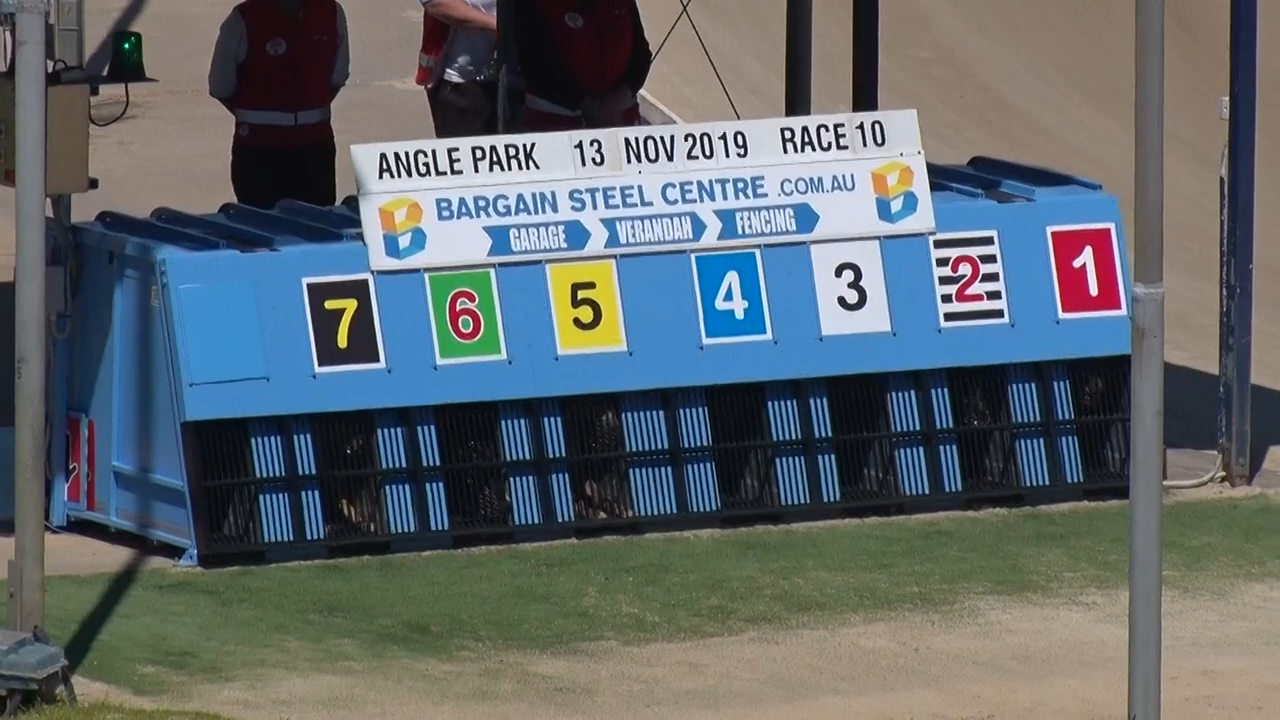 ANGLE PARK 13 NOV 2019 RACE 10
BARGAIN STEEL CENTRE .COM.AU
GARAGE VERANDAH FENCING
7 6 5 4 3 2 1